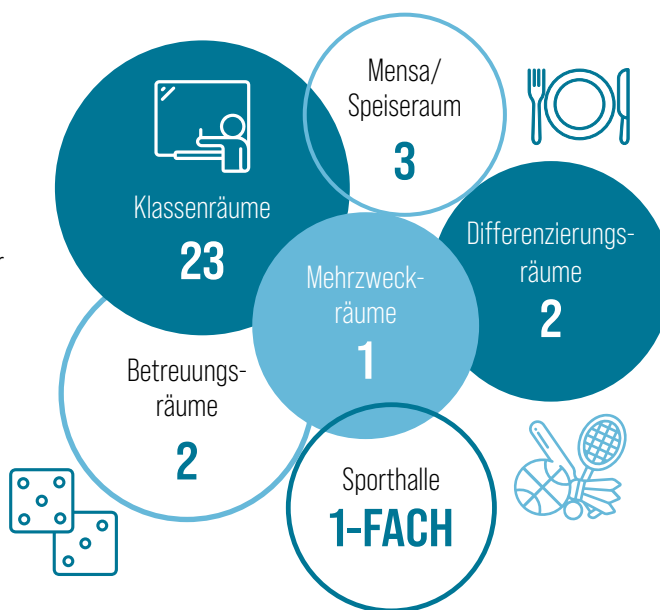 Mensa/
Speiseraum
3
Klassenräume
23
Differenzierungs-
räume
2
r
Mehrzweck-
räume
1
Betreuungs-
räume
2
Sporthalle
1-FACH